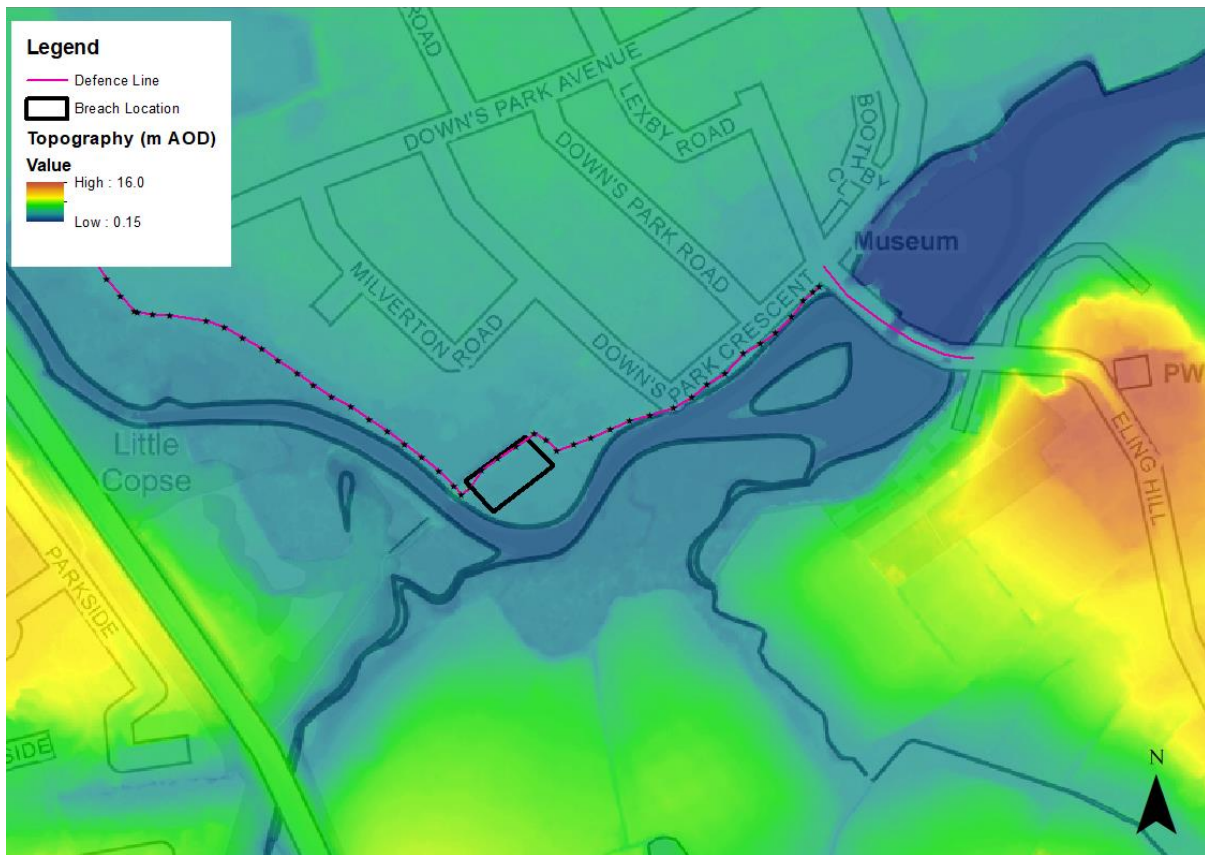 Legend
Defence Line
Breach Location
Topography (m AOD)
Value
High : 16.0
Low : 0.15
ROAD
DOWN'S PARK AVENUE
LEXBY ROAD
BOOTHBY
CL
DOWN'S PARK ROAD
Museum
MILVERTON
ROAD
DOWN'S PARK CRESCENT
PW
ELING HILL
Little
Copse
PARKSIDE
SIDE
N